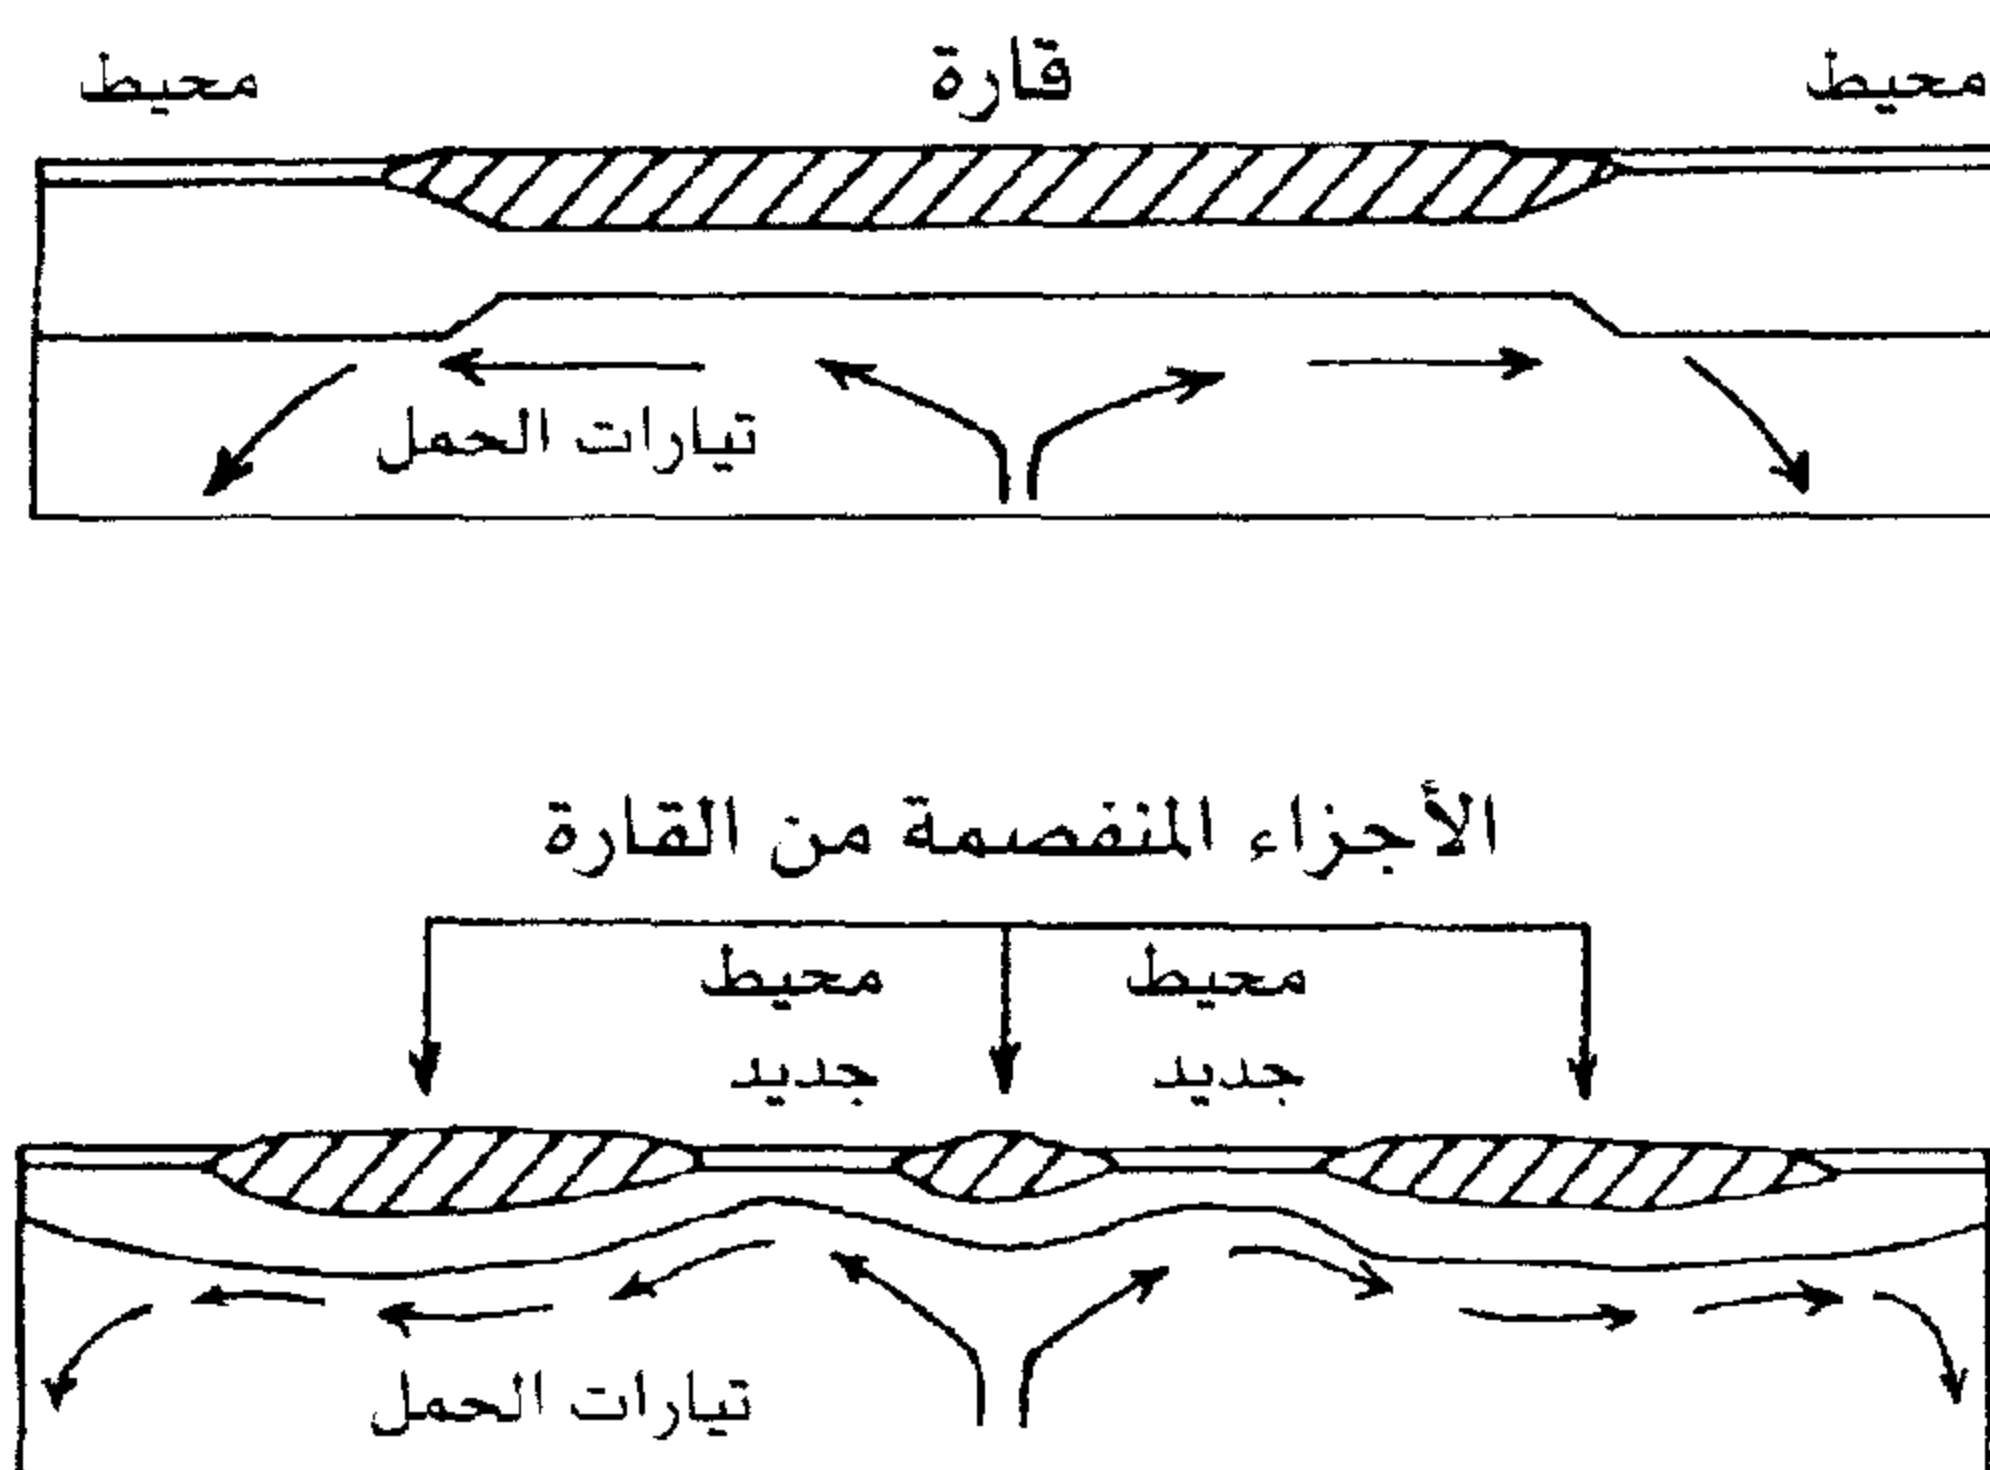 محيط
قارة
محيط
تيارات الحمل
الأجزاء المنفصمة من القارة
محيط
جديد
محيط
جديد
تيارات الحمل